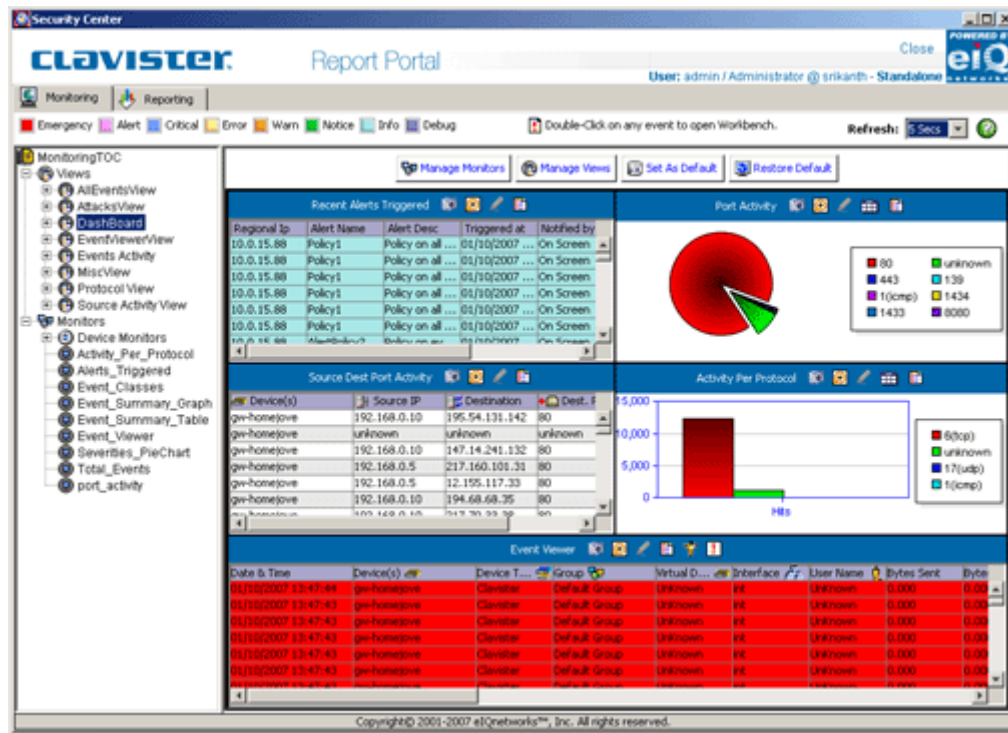 Security Center
CLAVISTER
Report Portal
Close
POWERED BY
eiQ
networks
User: admin / Administrator @ srikanth - Standalone
Monitoring
Reporting
Emergency Alert Critical Error Warn Notice Info Debug
Double-Click on any event to open Workbench.
Refresh: 5 Secs
MonitoringTOC
Views
AllEventsView
AttacksView
DashBoard
EventViewerView
Events Activity
MiscView
Protocol View
Source Activity View
Monitors
Device Monitors
Activity_Per_Protocol
Alerts_Triggered
Event_Classes
Event_Summary_Graph
Event_Summary_Table
Event_Viewer
Severities_PieChart
Total_Events
port_activity
Manage Monitors
Manage Views
Set As Default
Restore Default
Recent Alerts Triggered
Regional Ip Alert Name Alert Desc Triggered at Notified by
10.0.15.88 Policy1 Policy on all ... 01/10/2007 ... On Screen
10.0.15.88 Policy1 Policy on all ... 01/10/2007 ... On Screen
10.0.15.88 Policy1 Policy on all ... 01/10/2007 ... On Screen
10.0.15.88 Policy1 Policy on all ... 01/10/2007 ... On Screen
10.0.15.88 Policy1 Policy on all ... 01/10/2007 ... On Screen
10.0.15.88 Policy1 Policy on all ... 01/10/2007 ... On Screen
Port Activity
80 unknown
443 139
1(icmp) 1434
1433 8080
Source Dest Port Activity
Device(s) Source IP Destination Dest. P
gw-homejove 192.168.0.10 195.54.131.142 80
gw-homejove unknown unknown unknown
gw-homejove 192.168.0.10 147.14.241.132 80
gw-homejove 192.168.0.5 217.160.101.31 80
gw-homejove 192.168.0.5 12.155.117.33 80
gw-homejove 192.168.0.10 194.68.68.35 80
Activity Per Protocol
15,000
10,000
5,000
0
Hits
6(tcp)
unknown
17(udp)
1(icmp)
Event Viewer
Date & Time Device(s) Device T... Group Virtual D... Interface User Name Bytes Sent Byte
01/10/2007 13:47:44 gw-homejove Clavister Default Group Unknown int Unknown 0.000 0.00
01/10/2007 13:47:43 gw-homejove Clavister Default Group Unknown int Unknown 0.000 0.00
01/10/2007 13:47:43 gw-homejove Clavister Default Group Unknown int Unknown 0.000 0.00
01/10/2007 13:47:43 gw-homejove Clavister Default Group Unknown int Unknown 0.000 0.00
01/10/2007 13:47:43 gw-homejove Clavister Default Group Unknown int Unknown 0.000 0.00
01/10/2007 13:47:43 gw-homejove Clavister Default Group Unknown int Unknown 0.000 0.00
Copyright© 2001-2007 eIQnetworks™, Inc. All rights reserved.